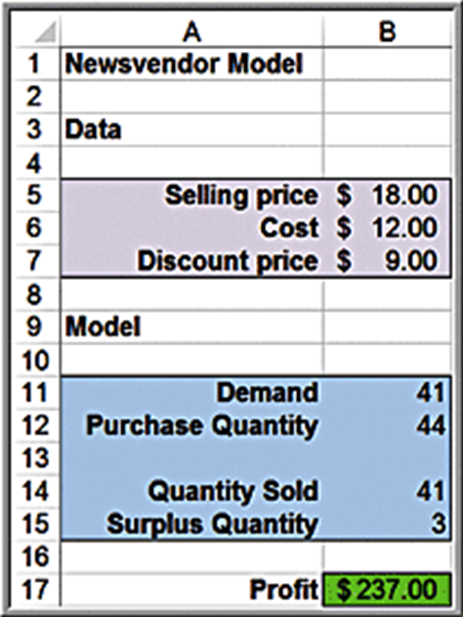 A B
1 Newsvendor Model
2
3 Data
4
5 Selling price $ 18.00
6 Cost $ 12.00
7 Discount price $ 9.00
8
9 Model
10
11 Demand 41
12 Purchase Quantity 44
13
14 Quantity Sold 41
15 Surplus Quantity 3
16
17 Profit $ 237.00